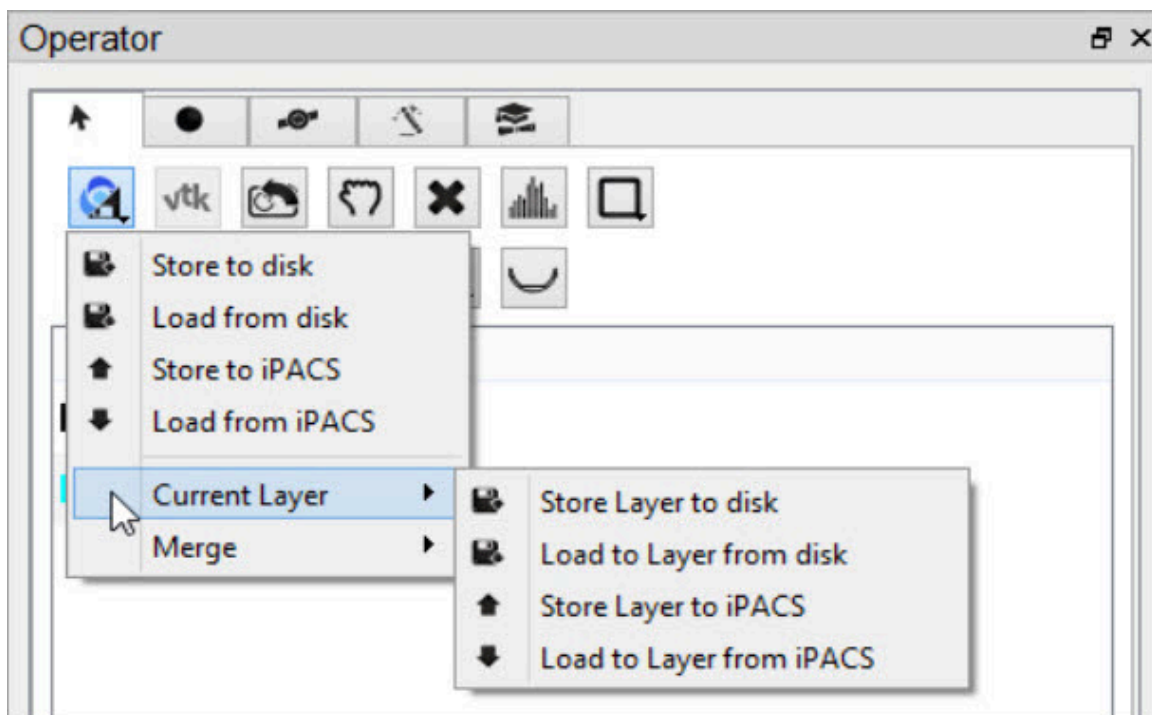 Operator
vtk
Store to disk
Load from disk
Store to iPACS
Load from iPACS
Current Layer
Merge
Store Layer to disk
Load to Layer from disk
Store Layer to iPACS
Load to Layer from iPACS